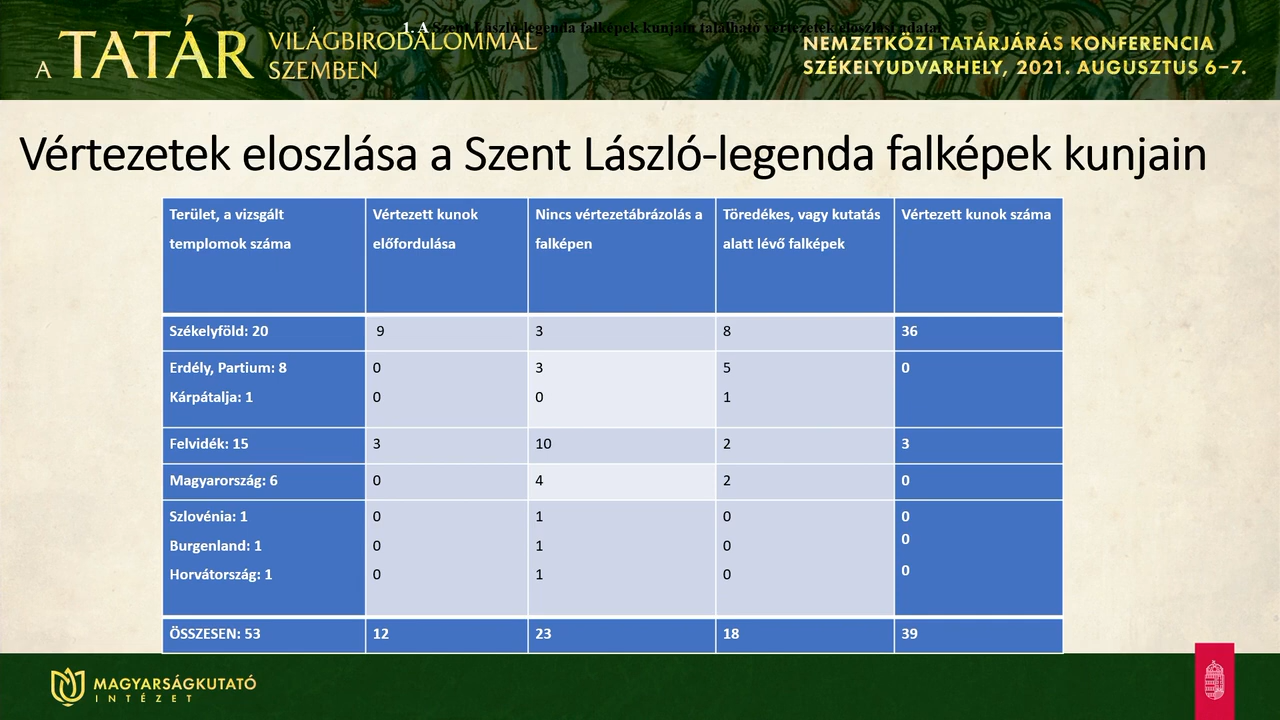 1. A Szent László-legenda falképek kunjain található vértezetek eloszlási adatai
A TATÁR VILÁGBIRODALOMMAL SZEMBEN
NEMZETKÖZI TATÁRJÁRÁS KONFERENCIA
SZÉKELYUDVARHELY, 2021. AUGUSZTUS 6–7.
Vértezetek eloszlása a Szent László-legenda falképek kunjain
Terület, a vizsgált templomok száma Vértezett kunok előfordulása Nincs vértezetábrázolás a falképen Töredékes, vagy kutatás alatt lévő falképek Vértezett kunok száma
Székelyföld: 20 9 3 8 36
Erdély, Partium: 8 0 3 5 0
Kárpátalja: 1 0 0 1
Felvidék: 15 3 10 2 3
Magyarország: 6 0 4 2 0
Szlovénia: 1 0 1 0 0
Burgenland: 1 0 1 0 0
Horvátország: 1 0 1 0 0
ÖSSZESEN: 53 12 23 18 39
MAGYARSÁGKUTATÓ
INTÉZET